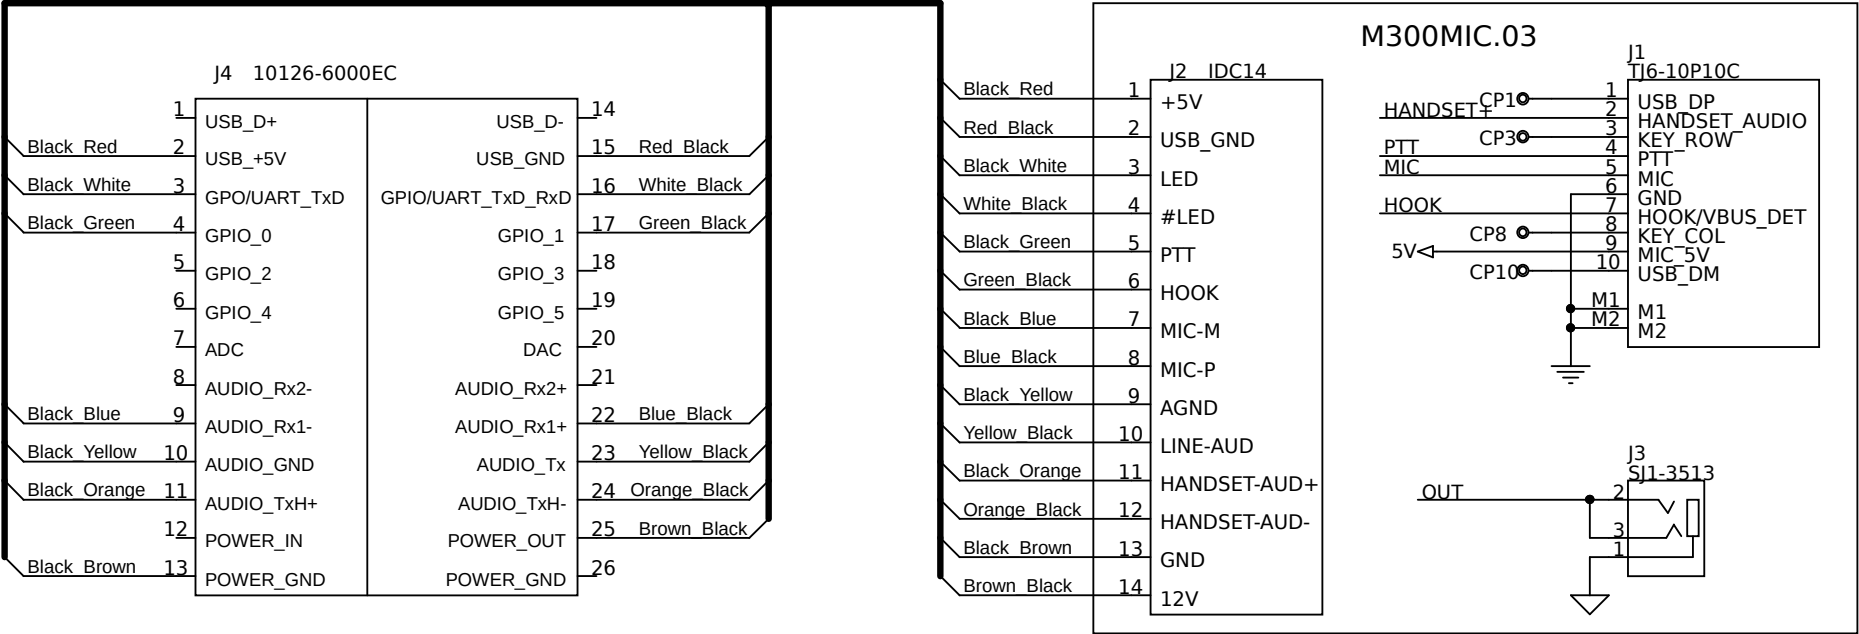 M300MIC.03
J4 10126-6000EC
1 USB_D+ USB_D- 14
Black_Red 2 USB_+5V USB_GND 15 Red_Black
Black_White 3 GPO/UART_TxD GPIO/UART_TxD_RxD 16 White_Black
Black_Green 4 GPIO_0 GPIO_1 17 Green_Black
5 GPIO_2 GPIO_3 18
6 GPIO_4 GPIO_5 19
7 ADC DAC 20
8 AUDIO_Rx2- AUDIO_Rx2+ 21
Black_Blue 9 AUDIO_Rx1- AUDIO_Rx1+ 22 Blue_Black
Black_Yellow 10 AUDIO_GND AUDIO_Tx 23 Yellow_Black
Black_Orange 11 AUDIO_TxH+ AUDIO_TxH- 24 Orange_Black
12 POWER_IN POWER_OUT 25 Brown_Black
Black_Brown 13 POWER_GND POWER_GND 26
J2 IDC14
Black_Red 1 +5V
Red_Black 2 USB_GND
Black_White 3 LED
White_Black 4 #LED
Black_Green 5 PTT
Green_Black 6 HOOK
Black_Blue 7 MIC-M
Blue_Black 8 MIC-P
Black_Yellow 9 AGND
Yellow_Black 10 LINE-AUD
Black_Orange 11 HANDSET-AUD+
Orange_Black 12 HANDSET-AUD-
Black_Brown 13 GND
Brown_Black 14 12V
J1
TJ6-10P10C
CP1 1 USB_DP
HANDSET+ 2 HANDSET_AUDIO
CP3 3 KEY_ROW
PTT 4 PTT
MIC 5 MIC
6 GND
HOOK 7 HOOK/VBUS_DET
CP8 8 KEY_COL
5V 9 MIC_5V
CP10 10 USB_DM
M1 M1
M2 M2
J3
SJ1-3513
OUT 2
3
1